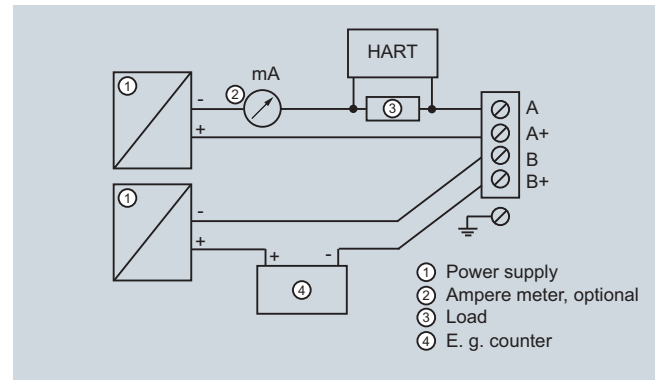 HART
mA
①
②
-
③
A
+
A+
B
①
B+
-
+
+
-
④
① Power supply
② Ampere meter, optional
③ Load
④ E. g. counter